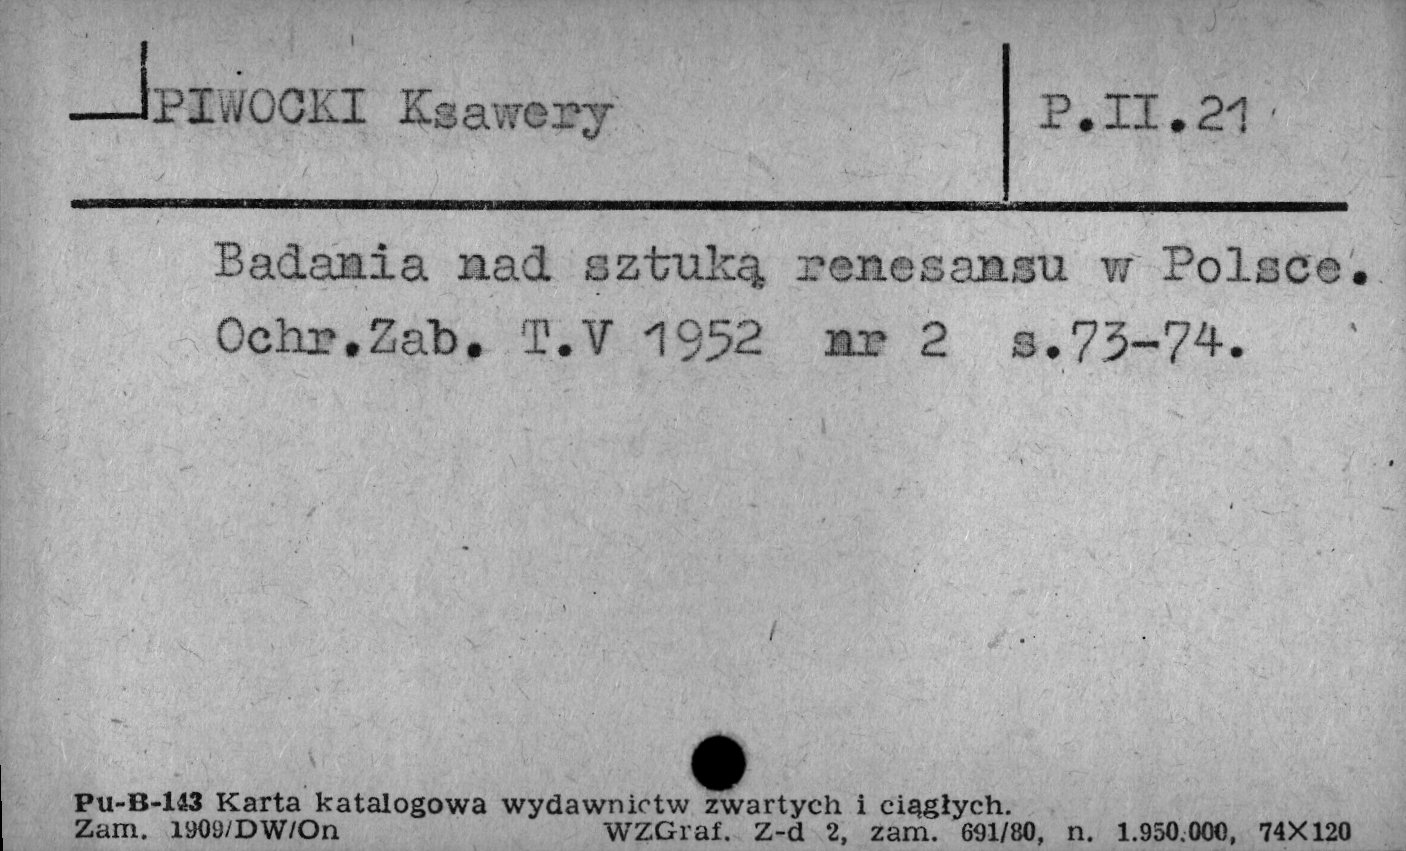 PIWOCKI Ksawery P.II.21
Badania nad sztuką renesansu w Polsce.
Ochr.Zab. T.V 1952 nr 2 s.73-74.
Pu-B-143 Karta katalogowa wydawnictw zwartych i ciągłych.
Zam. 1909/DW/On WZGraf. Z-d 2, zam. 691/80, n. 1.950.000, 74X120